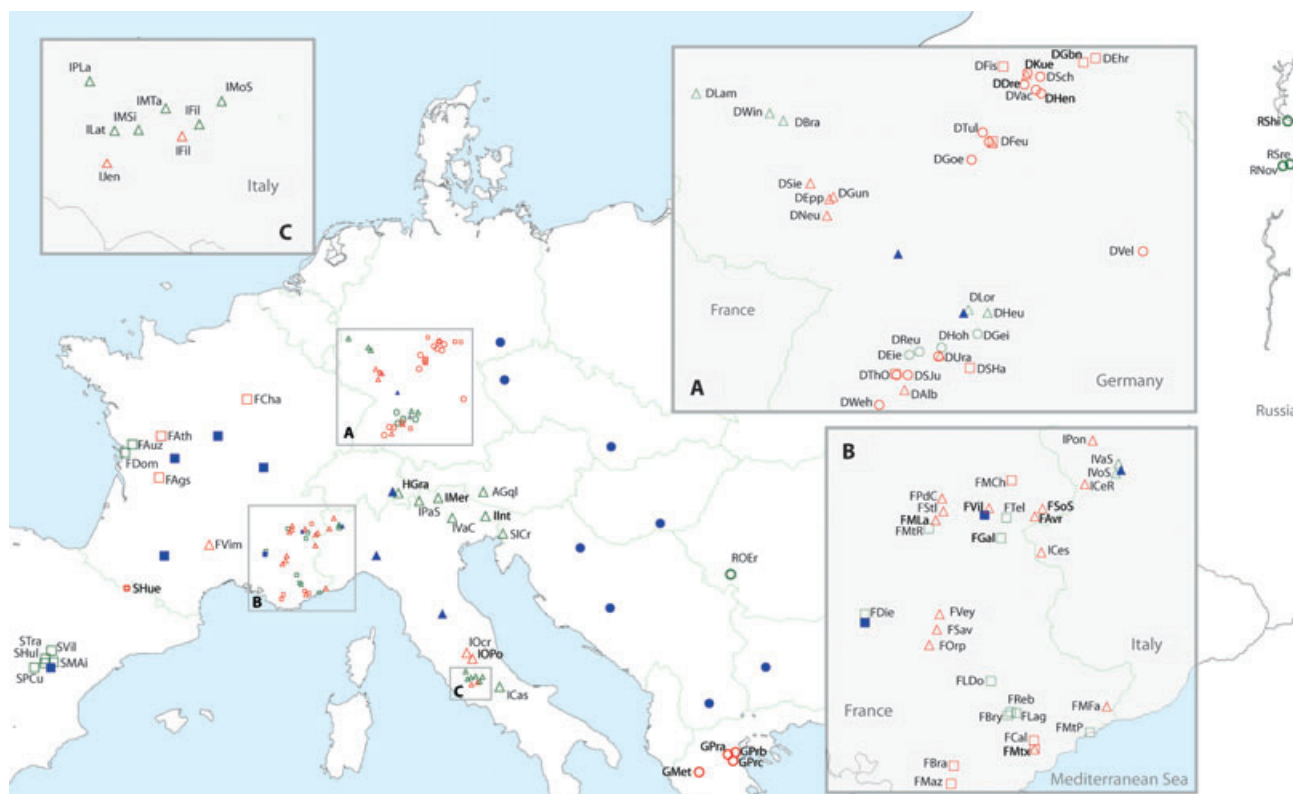 IPLa
IMoS
IMTa
IFil
IMSi
ILat
IFil
IJen
Italy
C
DGbn
DEhr
DFis
DKue
DSch
DDre
DVac
DHen
DLam
DWin
DBra
DTul
DFeu
DGoe
DSie
DGun
DEpp
DNeu
DVel
France
DLor
DHeu
DHoh
DGei
DReu
DEie
DUra
DThO
DSJu
DSHa
DAlb
DWeh
A
Germany
RShi
RSre
RNov
Russia
A
FCha
FAth
FAuz
FDom
FAgs
FVim
SHue
B
STra
SVil
SHul
SMAi
SPCu
HGra
IMer
AGql
IPaS
IVaC
IInt
SICr
ROEr
IOcr
IOPo
C
ICas
GPra
GPrb
GPrc
GMet
B
IPon
IVaS
IVoS
ICeR
FMCh
FPdC
FStI
FVil
FTel
FSoS
FMLa
FAvr
FMtR
FGal
ICes
FDie
FVey
FSav
FOrp
Italy
FLDo
FReb
FMFa
France
FBry
FLag
FMtP
FCal
FMtx
FBra
FMaz
Mediterranean Sea